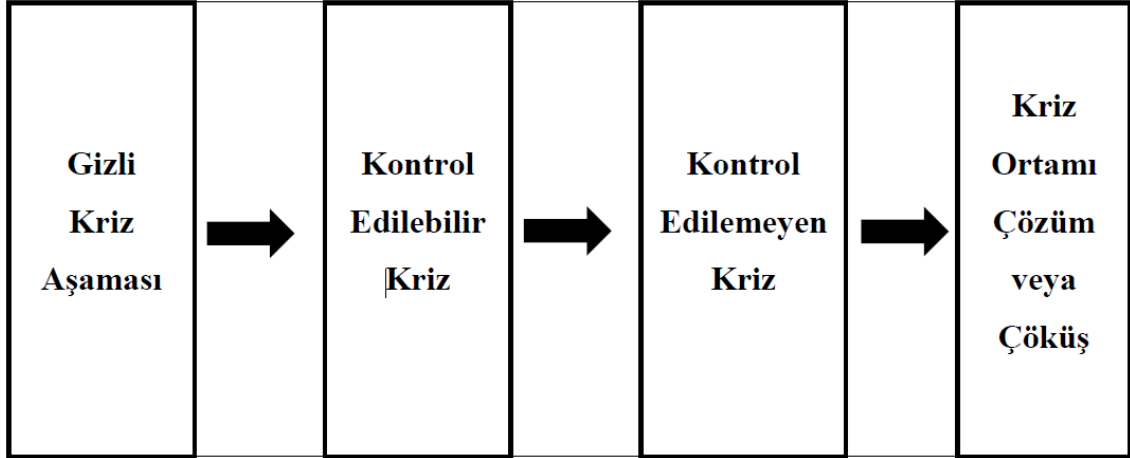 Gizli
Kriz
Aşaması
Kontrol
Edilebilir
Kriz
Kontrol
Edilemeyen
Kriz
Kriz
Ortamı
Çözüm
veya
Çöküş